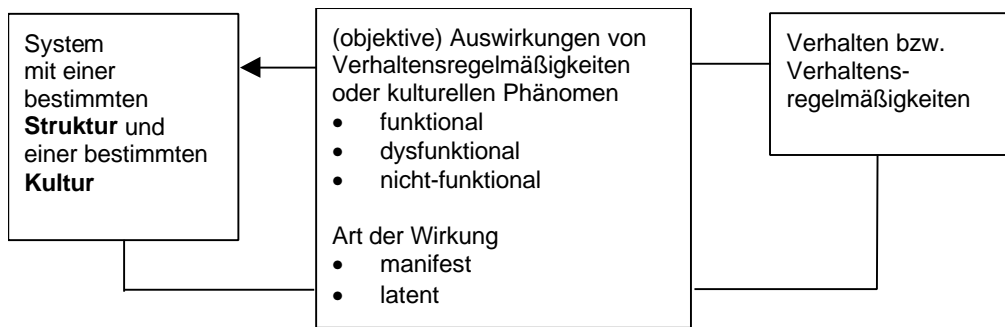 System
mit einer
bestimmten
Struktur und
einer bestimmten
Kultur
(objektive) Auswirkungen von
Verhaltensregelmäßigkeiten
oder kulturellen Phänomen
• funktional
• dysfunktional
• nicht-funktional
Art der Wirkung
• manifest
• latent
Verhalten bzw.
Verhaltens-
regelmäßigkeiten